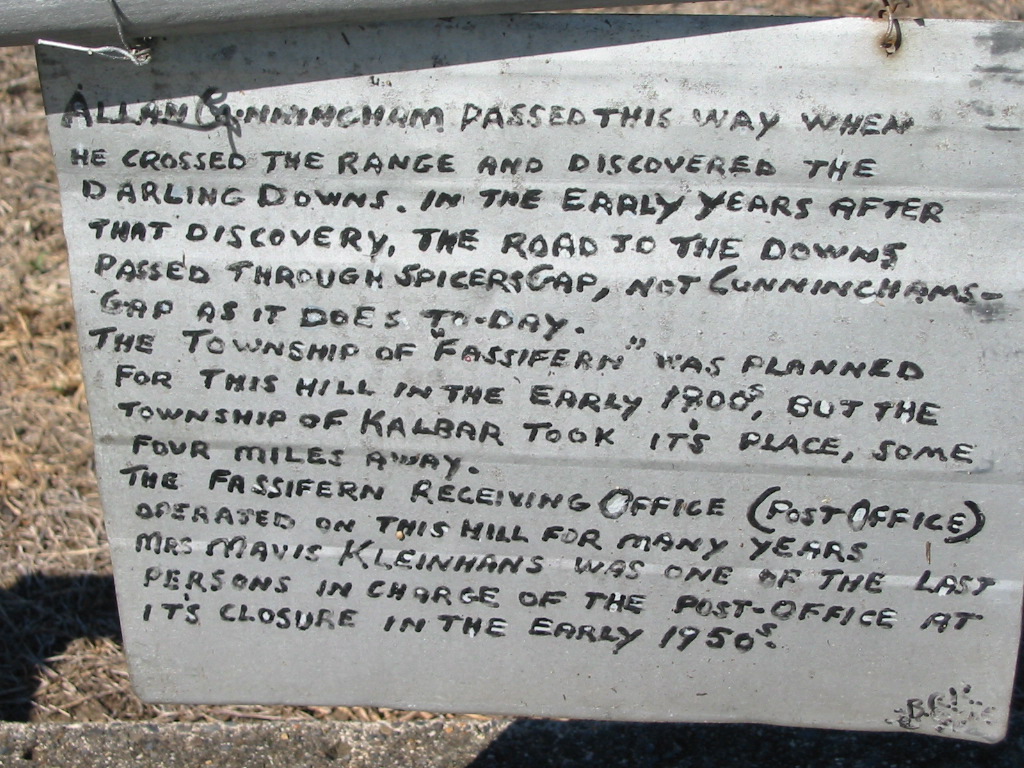 ALLAN CUNNINGHAM PASSED THIS WAY WHEN
HE CROSSED THE RANGE AND DISCOVERED THE
DARLING DOWNS. IN THE EARLY YEARS AFTER
THAT DISCOVERY, THE ROAD TO THE DOWNS
PASSED THROUGH SPICERS GAP, NOT CUNNINGHAMS-
GAP AS IT DOES TO-DAY.
THE TOWNSHIP OF "FASSIFERN" WAS PLANNED
FOR THIS HILL IN THE EARLY 1900s, BUT THE
TOWNSHIP OF KALBAR TOOK IT'S PLACE, SOME
FOUR MILES AWAY.
THE FASSIFERN RECEIVING OFFICE (POST OFFICE)
OPERATED ON THIS HILL FOR MANY YEARS
MRS MAVIS KLEINHANS WAS ONE OF THE LAST
PERSONS IN CHARGE OF THE POST-OFFICE AT
IT'S CLOSURE IN THE EARLY 1950s.